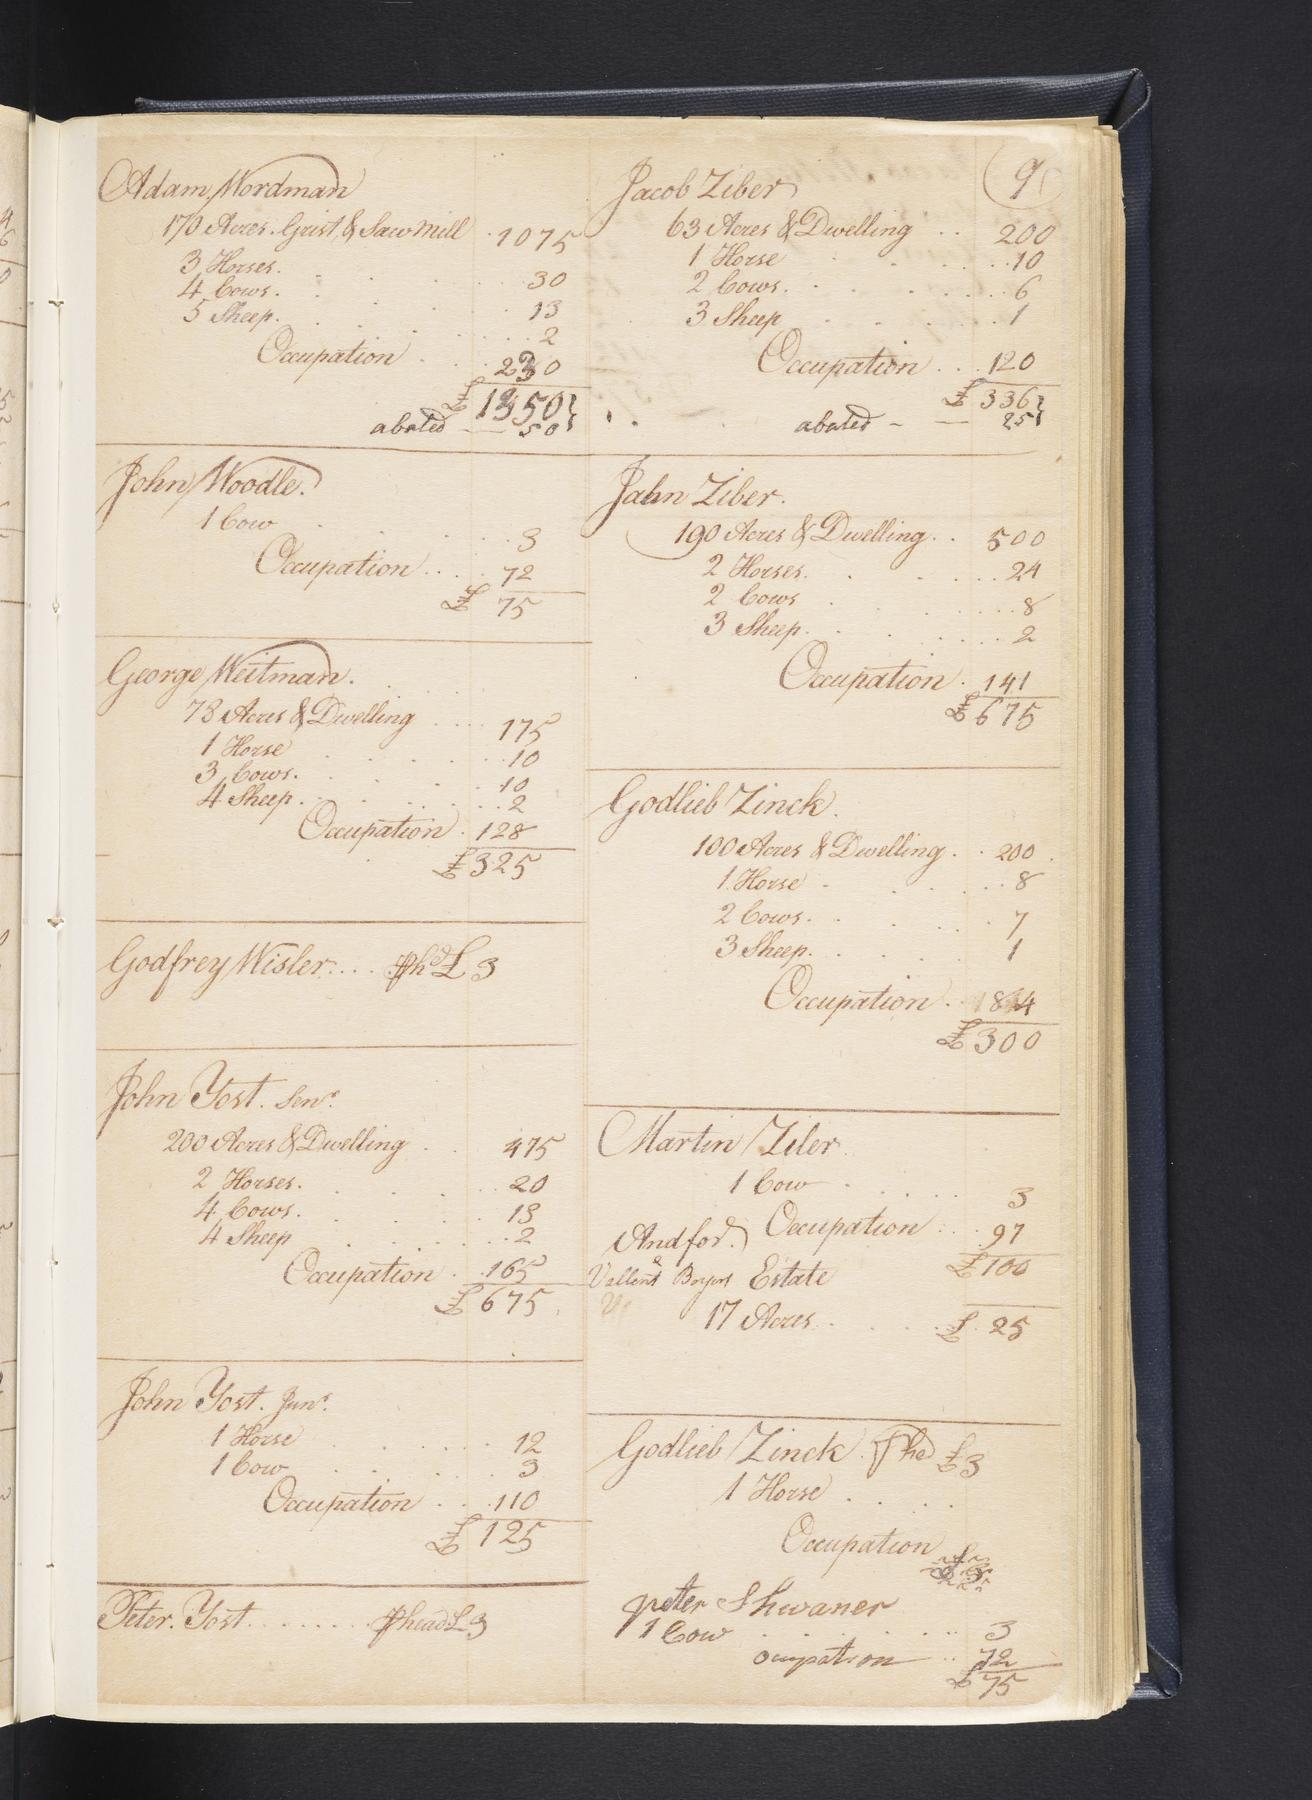 9
Adam Wordman
170 Acres. Grist & Saw mill . 1075
3 Horses. 30
4 Cows. 13
5 Sheep. 2
Occupation 230
£ 1350
abated — 50
John Woodle.
1 Cow 3
Occupation 72
£ 75
George Weitman.
73 Acres & Dwelling 175
1 Horse 10
3 Cows. 10
4 Sheep. 2
Occupation 128
£ 325
Godfrey Wisler ... ₱hd £ 3
John Yost. Senr.
200 Acres & Dwelling 475
2 Horses. 20
4 Cows. 13
4 Sheep 2
Occupation 165
£ 675
John Yost. Junr.
1 Horse 12
1 Cow 3
Occupation 110
£ 125
Peter. Yost ........ ₱ head £ 3
Jacob Ziber
63 Acres & Dwelling .. 200
1 Horse 10
2 Cows. 6
3 Sheep 1
Occupation ... 120
£ 336
abated - — 25
Jahn Ziber.
190 Acres & Dwelling .. 500
2 Horses. 24
2 Cows 8
3 Sheep. 2
Occupation . 141
£ 675
Godlieb Zinck.
100 Acres & Dwelling . . 200
1 Horse 8
2 Cows. 7
3 Sheep. 1
Occupation . 84
£ 300
Martin Ziler
1 Cow 3
Occupation 97
£ 100
And for
Estate
17 Acres £ 25
Godlieb Zinck ₱ hed £ 3
1 Horse
Occupation
peter Shwaner
1 Cow 3
ocupation 72
£ 75